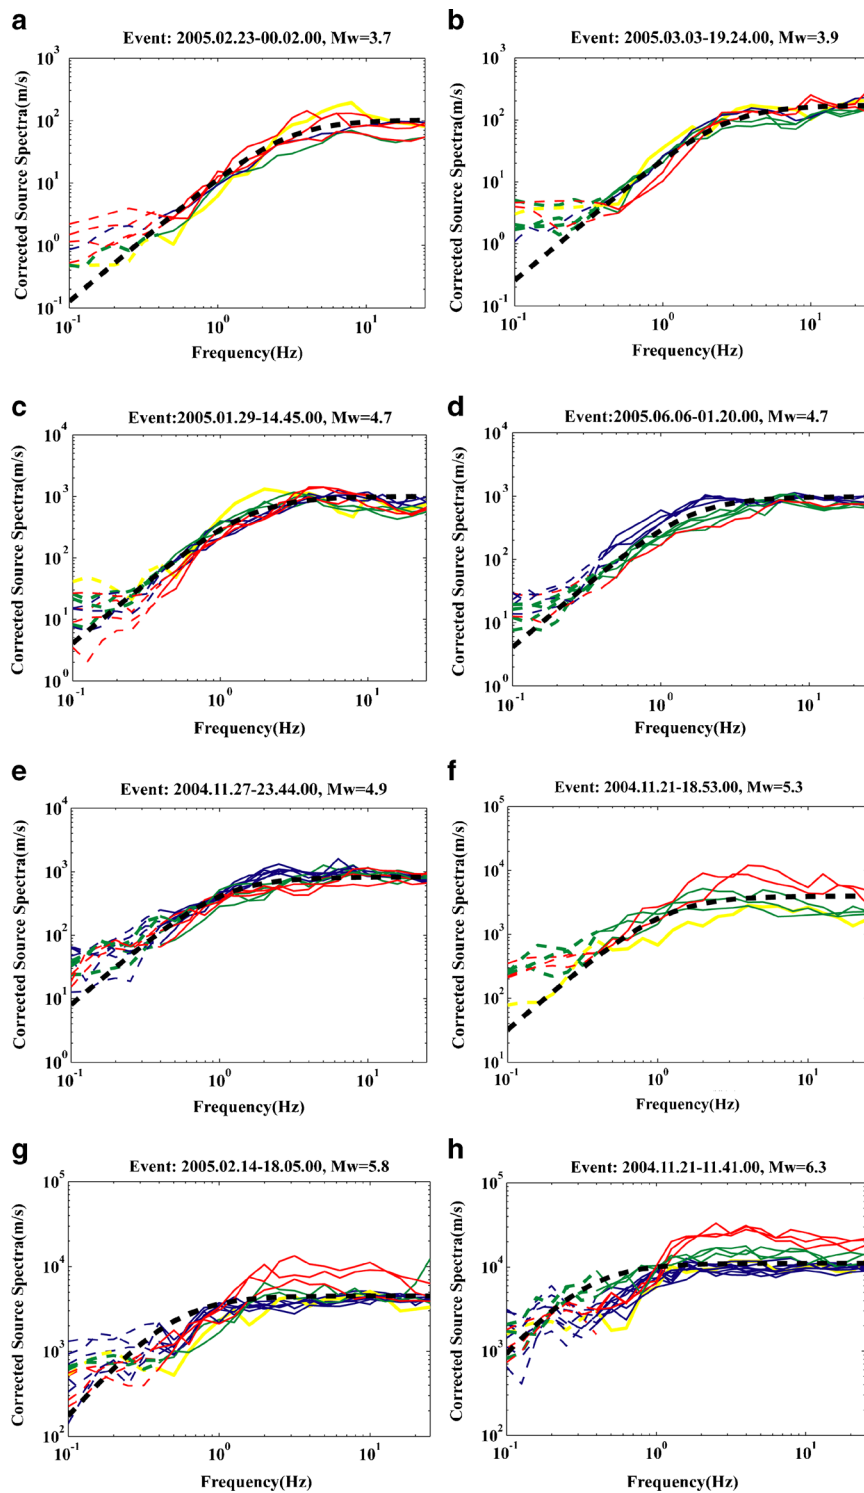 a
Event: 2005.02.23-00.02.00, Mw=3.7
Corrected Source Spectra(m/s)
10^3
10^2
10^1
10^0
10^-1
10^-1
10^0
10^1
Frequency(Hz)
b
Event: 2005.03.03-19.24.00, Mw=3.9
Corrected Source Spectra(m/s)
10^3
10^2
10^1
10^0
10^-1
10^-1
10^0
10^1
Frequency(Hz)
c
Event:2005.01.29-14.45.00, Mw=4.7
Corrected Source Spectra(m/s)
10^4
10^3
10^2
10^1
10^0
10^-1
10^0
10^1
Frequency(Hz)
d
Event:2005.06.06-01.20.00, Mw=4.7
Corrected Source Spectra(m/s)
10^4
10^3
10^2
10^1
10^0
10^-1
10^0
10^1
Frequency(Hz)
e
Event: 2004.11.27-23.44.00, Mw=4.9
Corrected Source Spectra(m/s)
10^4
10^3
10^2
10^1
10^0
10^-1
10^0
10^1
Frequency(Hz)
f
Event: 2004.11.21-18.53.00, Mw=5.3
Corrected Source Spectra(m/s)
10^5
10^4
10^3
10^2
10^1
10^-1
10^0
10^1
Frequency(Hz)
g
Event: 2005.02.14-18.05.00, Mw=5.8
Corrected Source Spectra(m/s)
10^5
10^4
10^3
10^2
10^-1
10^0
10^1
Frequency(Hz)
h
Event: 2004.11.21-11.41.00, Mw=6.3
Corrected Source Spectra(m/s)
10^5
10^4
10^3
10^2
10^-1
10^0
10^1
Frequency(Hz)